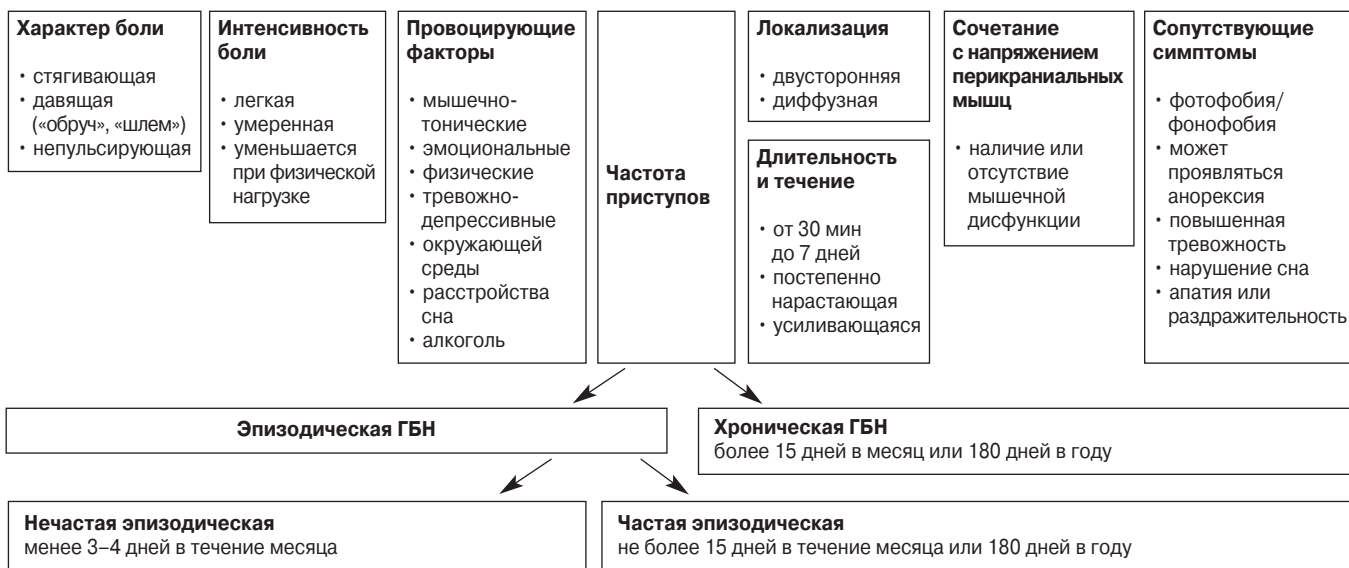 Характер боли
· стягивающая
· давящая
(«обруч», «шлем»)
· непульсирующая
Интенсивность
боли
· легкая
· умеренная
· уменьшается
при физической
нагрузке
Провоцирующие
факторы
· мышечно-
тонические
· эмоциональные
· физические
· тревожно-
депрессивные
· окружающей
среды
· расстройства
сна
· алкоголь
Частота
приступов
Локализация
· двусторонняя
· диффузная
Длительность
и течение
· от 30 мин
до 7 дней
· постепенно
нарастающая
· усиливающаяся
Сочетание
с напряжением
перикраниальных
мышц
· наличие или
отсутствие
мышечной
дисфункции
Сопутствующие
симптомы
· фотофобия/
фонофобия
· может
проявляться
анорексия
· повышенная
тревожность
· нарушение сна
· апатия или
раздражительность
Эпизодическая ГБН
Хроническая ГБН
более 15 дней в месяц или 180 дней в году
Нечастая эпизодическая
менее 3–4 дней в течение месяца
Частая эпизодическая
не более 15 дней в течение месяца или 180 дней в году